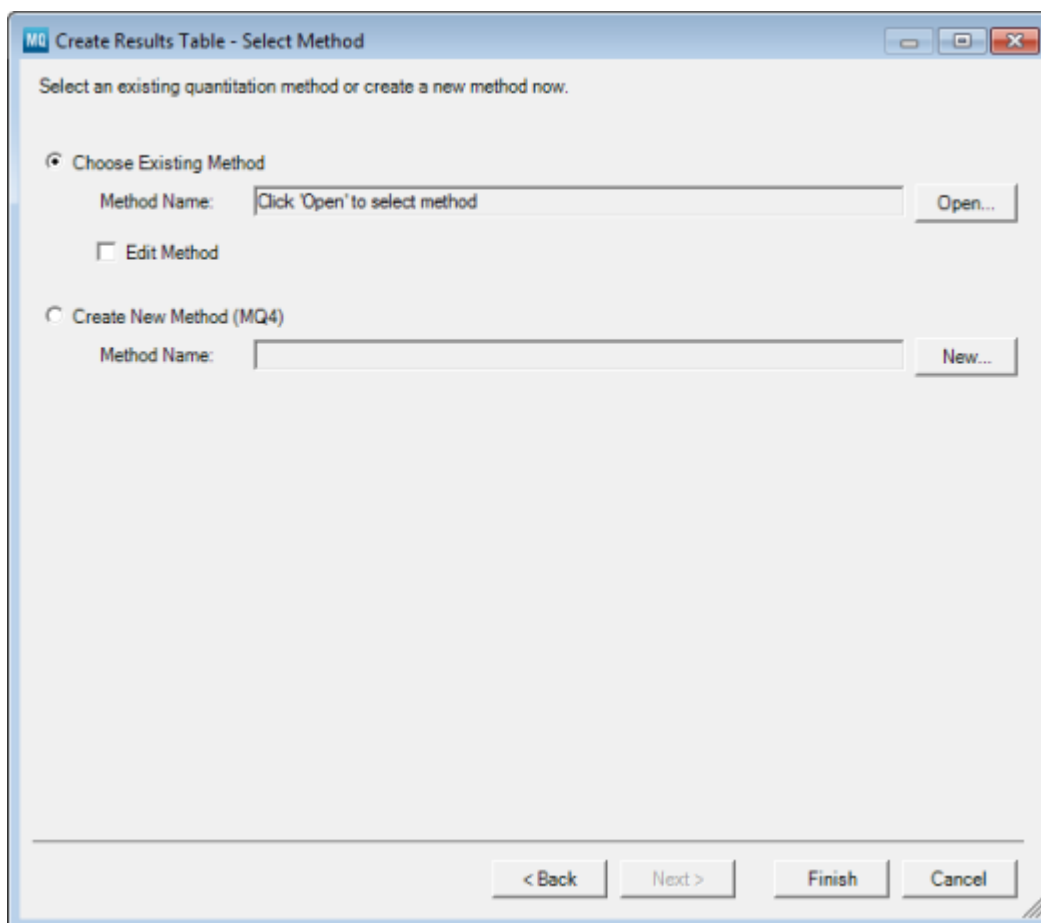 MQ Create Results Table - Select Method
Select an existing quantitation method or create a new method now.
Choose Existing Method
Method Name: Click 'Open' to select method Open...
Edit Method
Create New Method (MQ4)
Method Name: New...
< Back Next > Finish Cancel